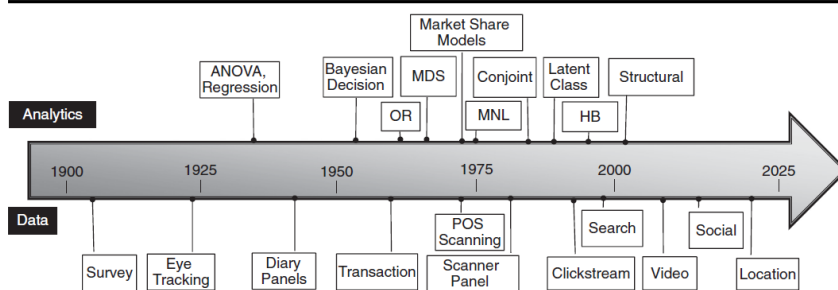 Market Share
Models
ANOVA,
Regression
Bayesian
Decision
MDS
Conjoint
Latent
Class
Structural
OR
MNL
HB
Analytics
1900
1925
1950
1975
2000
2025
Data
Survey
Eye
Tracking
Diary
Panels
Transaction
POS
Scanning
Scanner
Panel
Clickstream
Search
Video
Social
Location